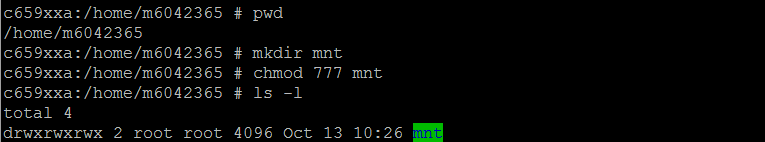 c659xxa:/home/m6042365 # pwd
/home/m6042365
c659xxa:/home/m6042365 # mkdir mnt
c659xxa:/home/m6042365 # chmod 777 mnt
c659xxa:/home/m6042365 # ls -l
total 4
drwxrwxrwx 2 root root 4096 Oct 13 10:26 mnt